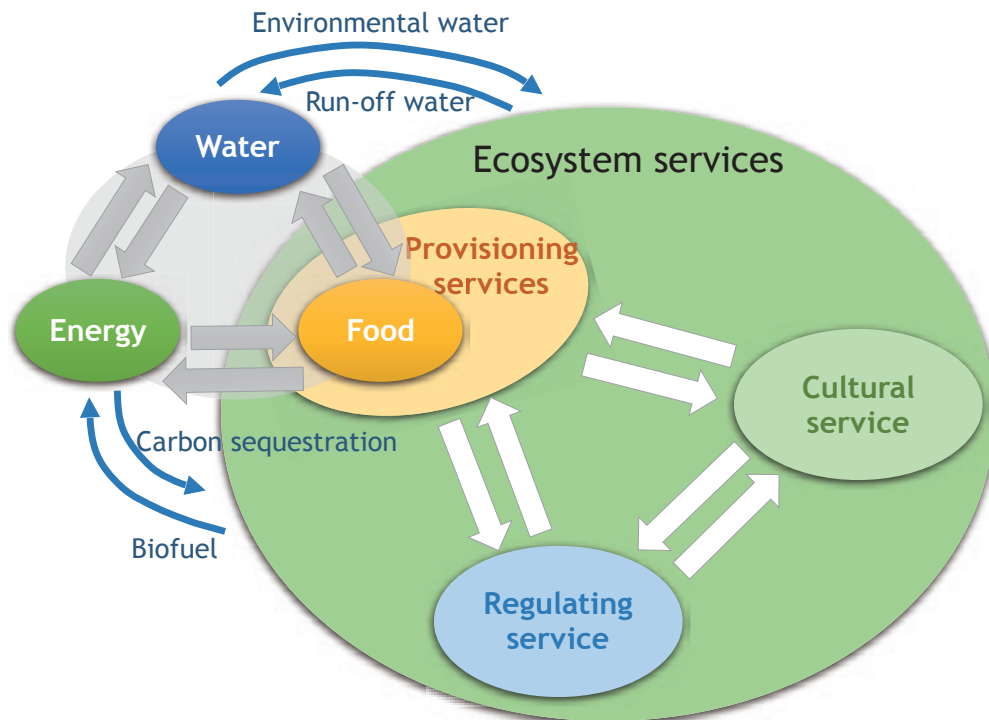 Environmental water
Run-off water
Water
Ecosystem services
Provisioning
services
Energy
Food
Cultural
service
Carbon sequestration
Biofuel
Regulating
service